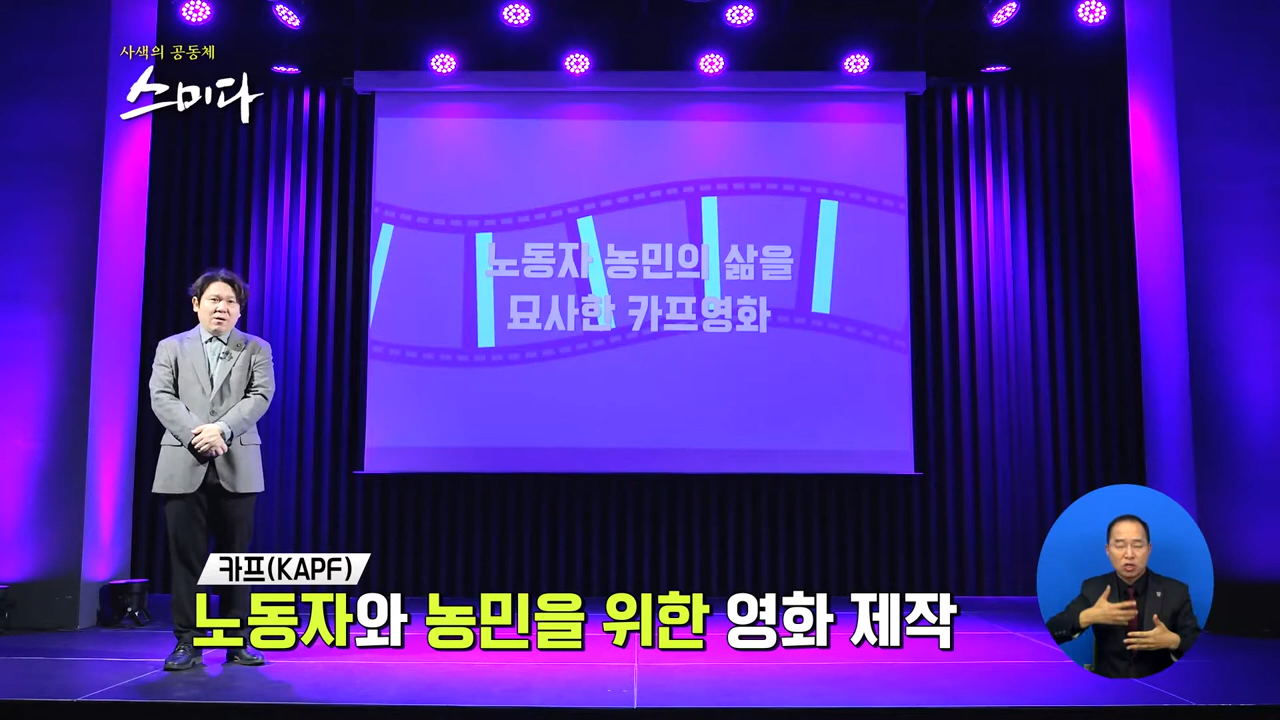 사색의 공동체
스미다
노동자 농민의 삶을
묘사한 카프영화
카프(KAPF)
노동자와 농민을 위한 영화 제작